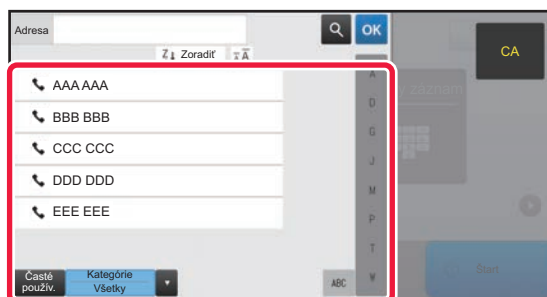 Adresa
OK
CA
Z↓ Zoradiť
A
AAA AAA
BBB BBB
CCC CCC
DDD DDD
EEE EEE
A
D
G
J
M
P
T
W
záznam
Start
Časté
použív.
Kategórie
Všetky
ABC